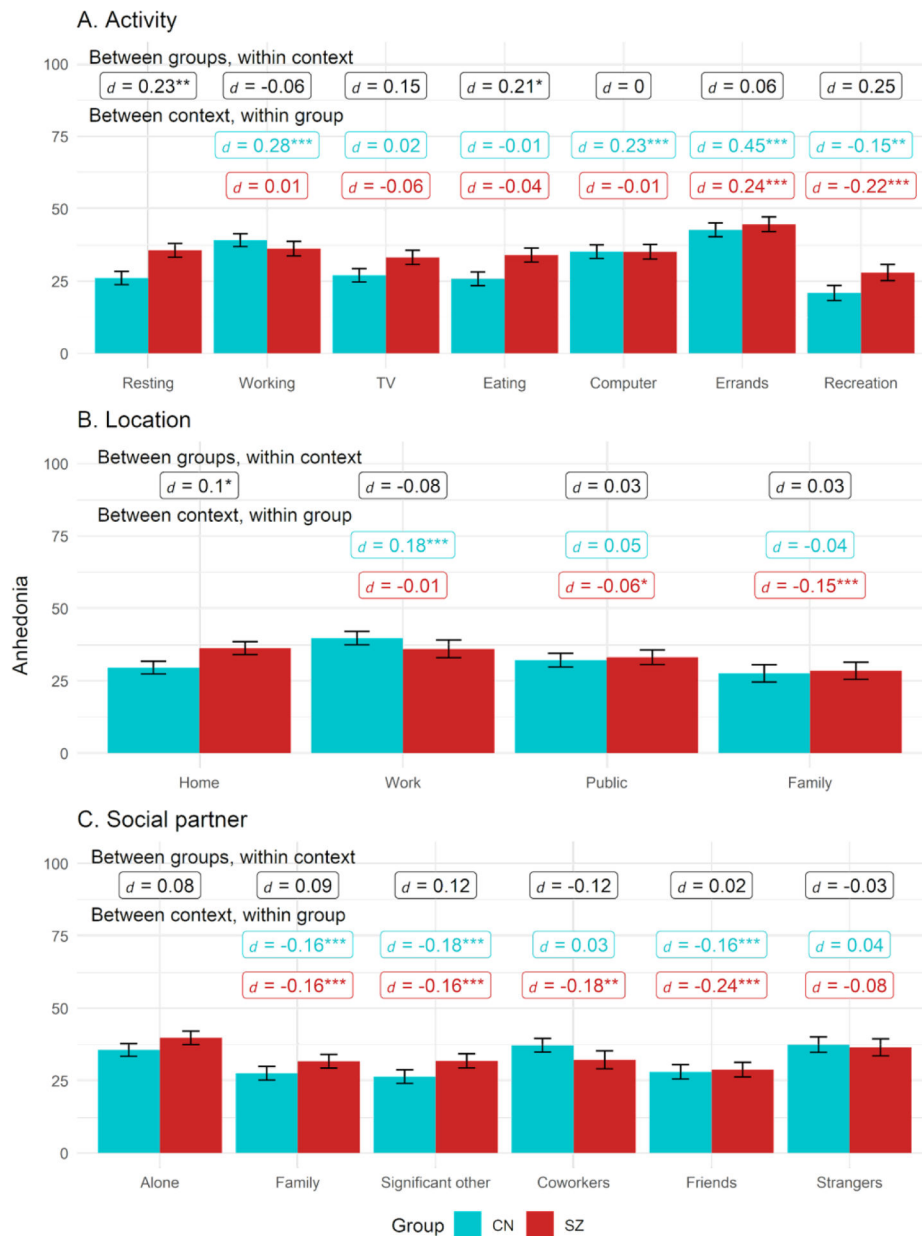 A. Activity
100
Between groups, within context
d = 0.23** d = -0.06 d = 0.15 d = 0.21* d = 0 d = 0.06 d = 0.25
Between context, within group
75
d = 0.28*** d = 0.02 d = -0.01 d = 0.23*** d = 0.45*** d = -0.15**
d = 0.01 d = -0.06 d = -0.04 d = -0.01 d = 0.24*** d = -0.22***
50
25
0
Resting Working TV Eating Computer Errands Recreation
B. Location
100
Between groups, within context
d = 0.1* d = -0.08 d = 0.03 d = 0.03
Between context, within group
75
d = 0.18*** d = 0.05 d = -0.04
d = -0.01 d = -0.06* d = -0.15***
50
Anhedonia
25
0
Home Work Public Family
C. Social partner
100
Between groups, within context
d = 0.08 d = 0.09 d = 0.12 d = -0.12 d = 0.02 d = -0.03
Between context, within group
75
d = -0.16*** d = -0.18*** d = 0.03 d = -0.16*** d = 0.04
d = -0.16*** d = -0.16*** d = -0.18** d = -0.24*** d = -0.08
50
25
0
Alone Family Significant other Coworkers Friends Strangers
Group CN SZ